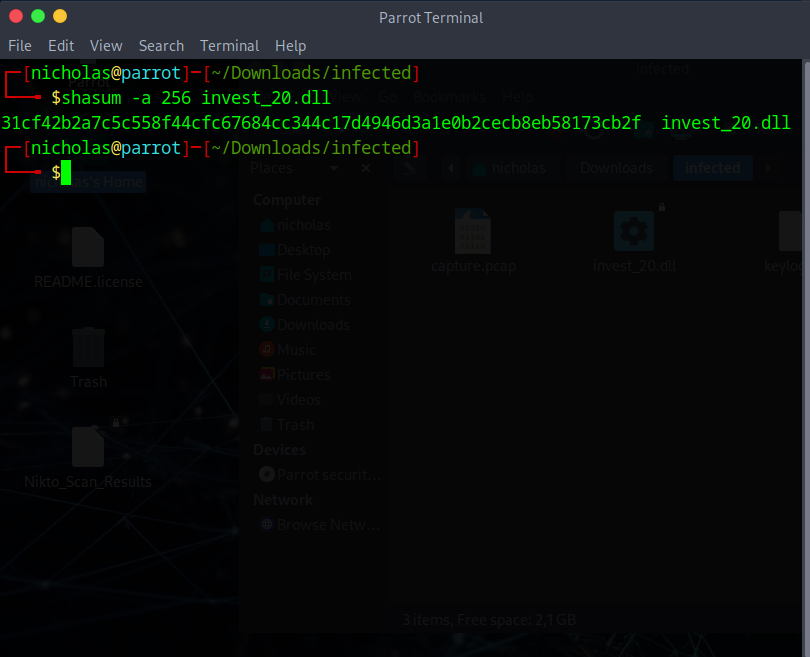 Parrot Terminal
File Edit View Search Terminal Help
┌─[nicholas@parrot]─[~/Downloads/infected]
└──╼ $shasum -a 256 invest_20.dll
31cf42b2a7c5c558f44cfc67684cc344c17d4946d3a1e0b2cecb8eb58173cb2f  invest_20.dll
┌─[nicholas@parrot]─[~/Downloads/infected]
└──╼ $
nicholas's Home
README.license
Trash
Nikto_Scan_Results
infected
Go Bookmarks Help
Places
nicholas Downloads infected
Computer
nicholas
Desktop
File System
Documents
Downloads
Music
Pictures
Videos
Trash
Devices
Parrot securit...
Network
Browse Netw...
capture.pcap
invest_20.dll
3 items, Free space: 2,1 GB